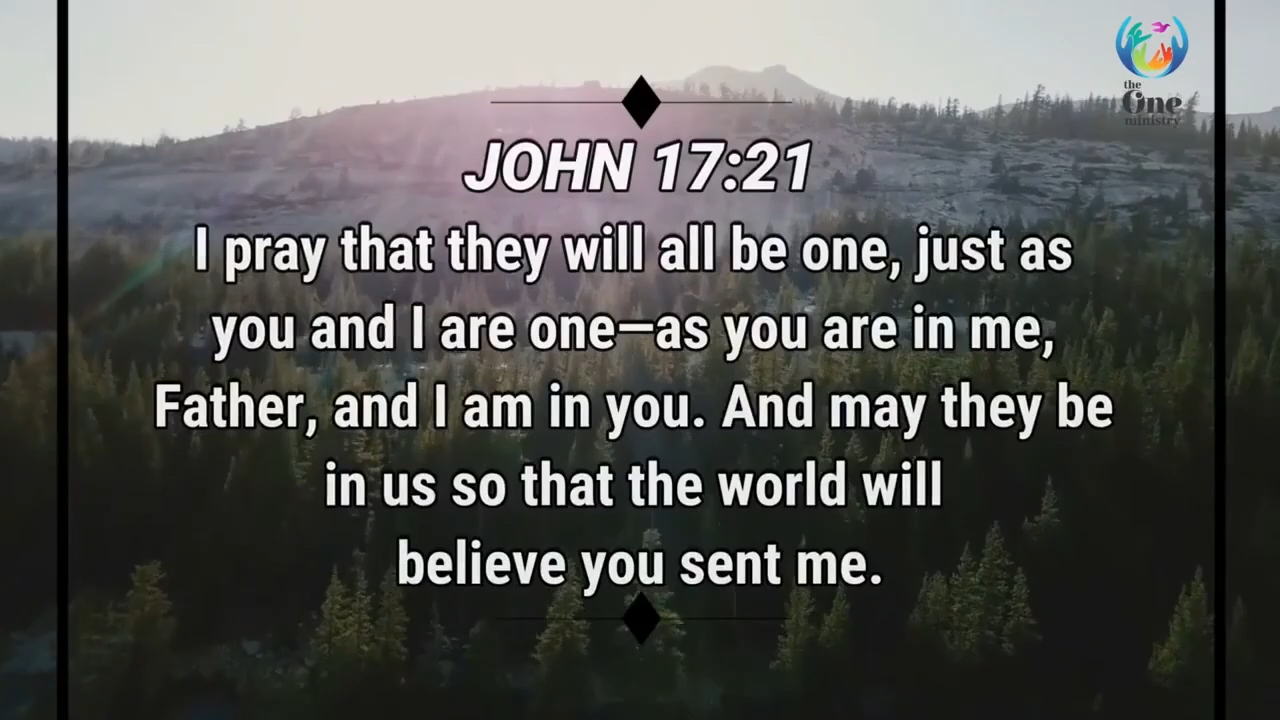 the
One
ministry
JOHN 17:21
I pray that they will all be one, just as
you and I are one—as you are in me,
Father, and I am in you. And may they be
in us so that the world will
believe you sent me.